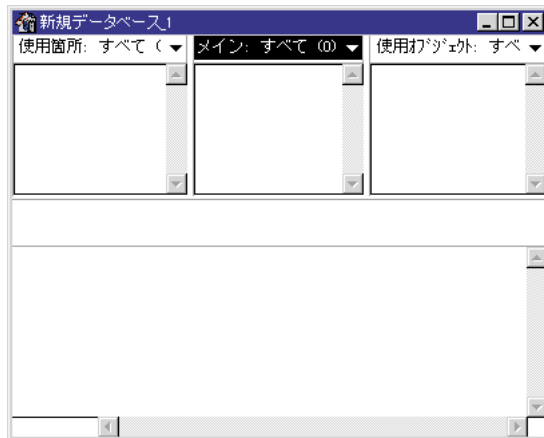 新規データベース_1
使用箇所: すべて (
メイン: すべて (0)
使用ｵﾌﾞｼﾞｪｸﾄ: すべ